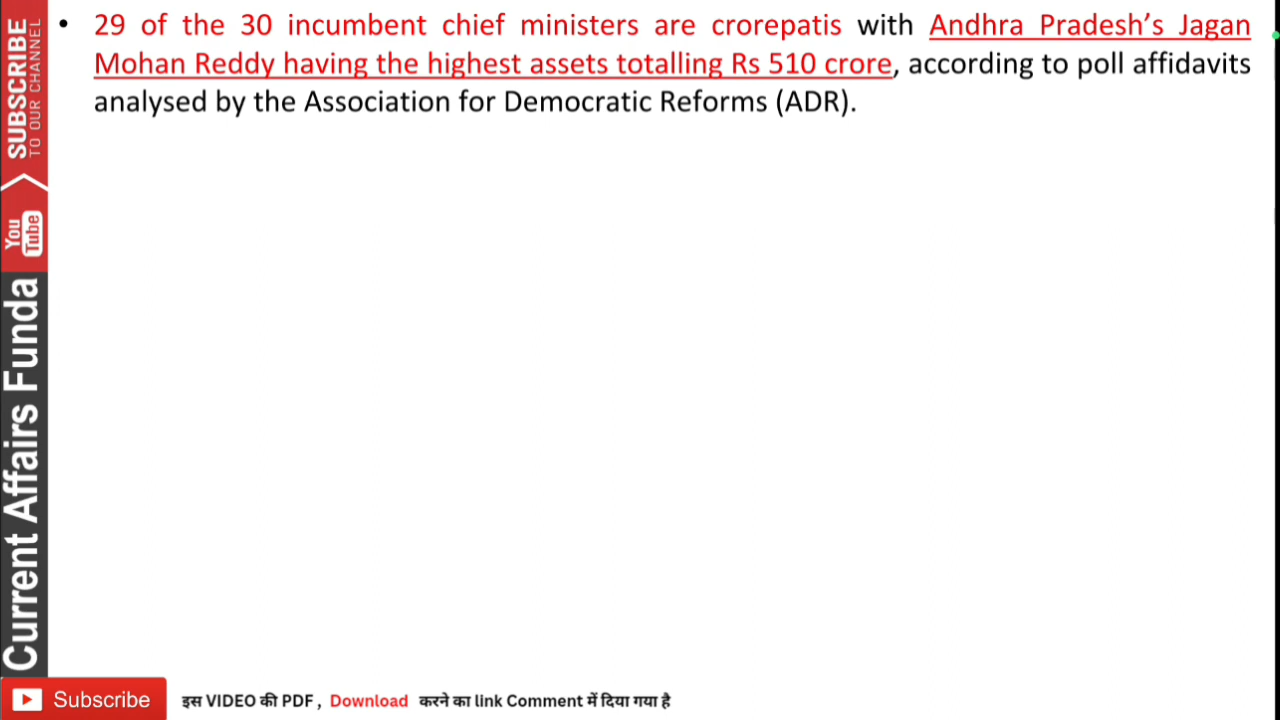 • 29 of the 30 incumbent chief ministers are crorepatis with Andhra Pradesh’s Jagan
Mohan Reddy having the highest assets totalling Rs 510 crore, according to poll affidavits
analysed by the Association for Democratic Reforms (ADR).
SUBSCRIBE
TO OUR CHANNEL
You
Tube
Current Affairs Funda
Subscribe
इस VIDEO की PDF , Download करने का link Comment में दिया गया है